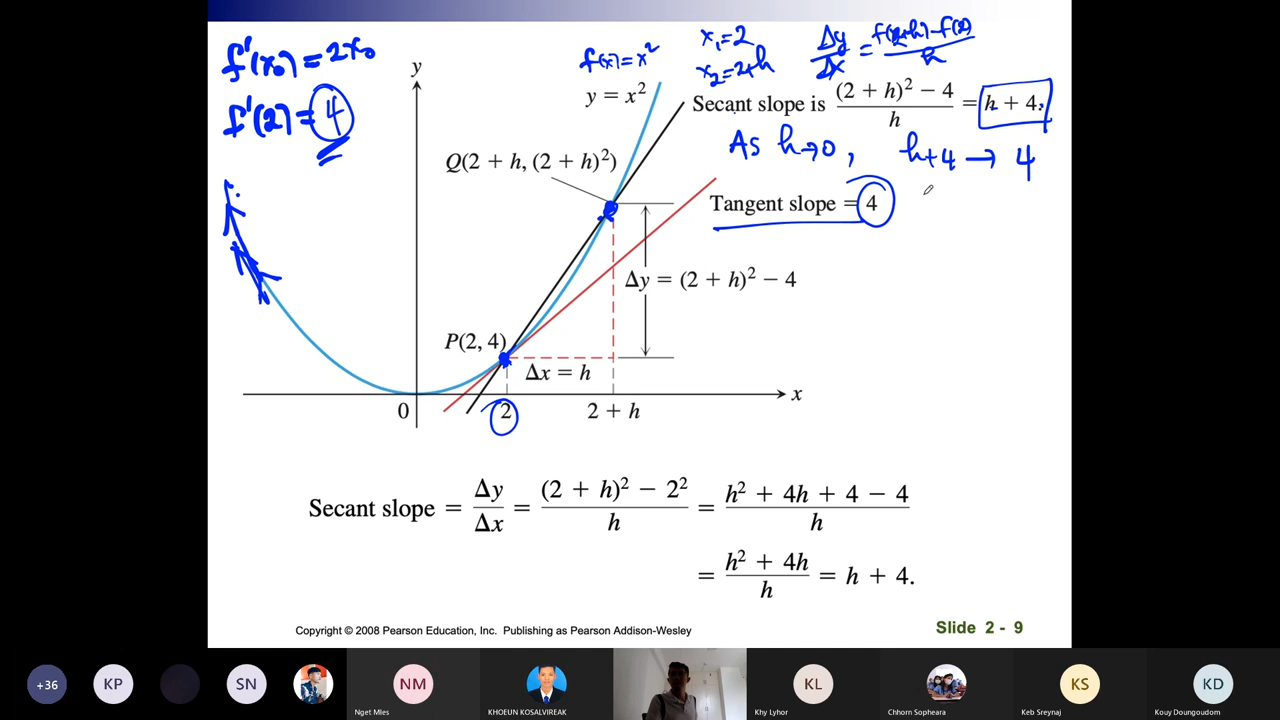 f'(x₀) = 2x₀
f'(2) = 4
y
f(x) = x²
x₁ = 2
x₂ = 2+h
Δy/Δx = (f(2+h) - f(2))/h
y = x²
Secant slope is ((2 + h)² − 4)/h = h + 4.
As h→0, h+4 → 4
Q(2 + h, (2 + h)²)
Tangent slope = 4
Δy = (2 + h)² − 4
P(2, 4)
Δx = h
x
0
2
2 + h
Secant slope = Δy/Δx = ((2 + h)² − 2²)/h = (h² + 4h + 4 − 4)/h
= (h² + 4h)/h = h + 4.
Copyright © 2008 Pearson Education, Inc. Publishing as Pearson Addison-Wesley
Slide 2 - 9
+36
KP
SN
NM
KL
KS
KD
Nget Mles
KHOEUN KOSALVIREAK
Khy Lyhor
Chhorn Sopheara
Keb Sreynaj
Kouy Doungoudom